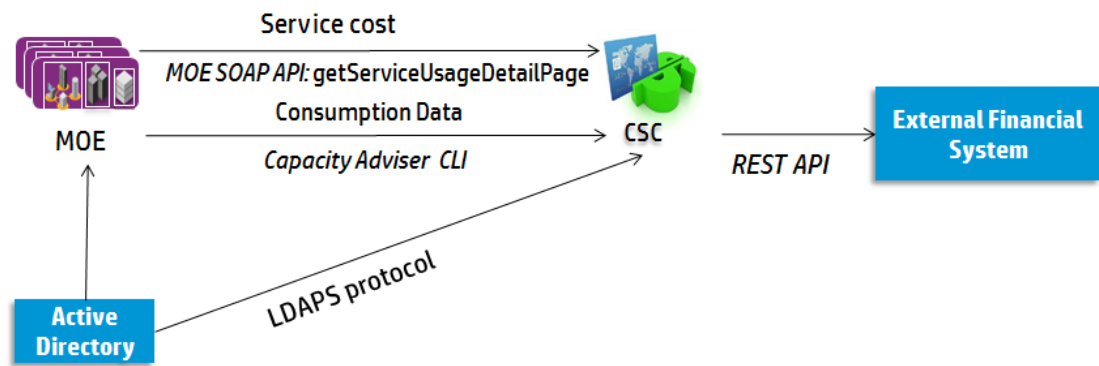 Service cost
MOE SOAP API: getServiceUsageDetailPage
Consumption Data
MOE
CSC
Capacity Adviser CLI
REST API
External Financial
System
LDAPS protocol
Active
Directory